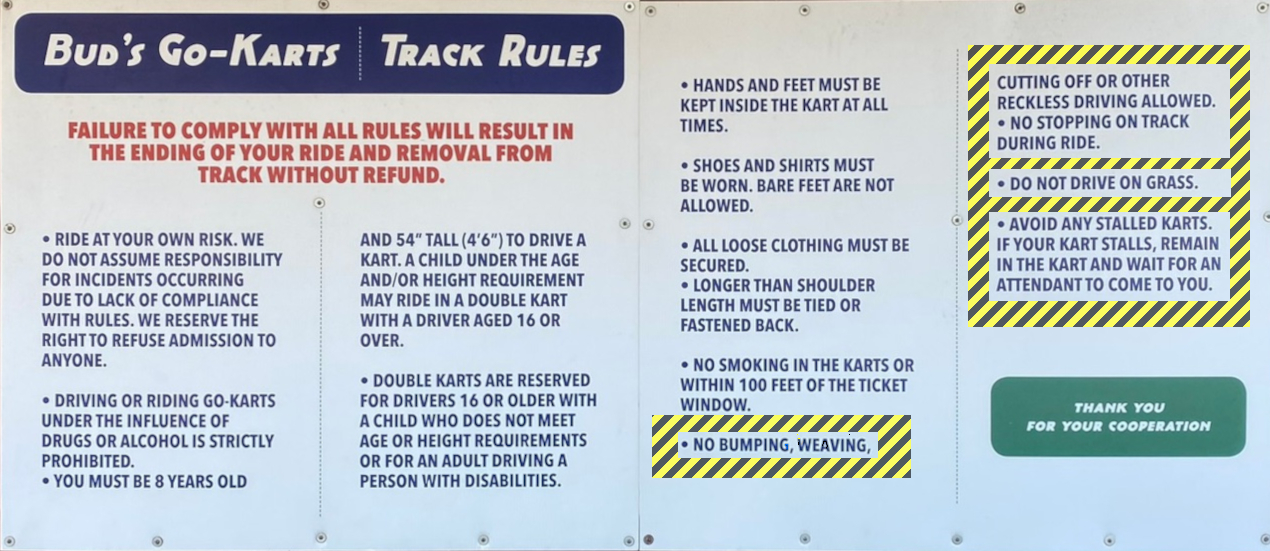 BUD'S GO-KARTS TRACK RULES
FAILURE TO COMPLY WITH ALL RULES WILL RESULT IN
THE ENDING OF YOUR RIDE AND REMOVAL FROM
TRACK WITHOUT REFUND.
• RIDE AT YOUR OWN RISK. WE
DO NOT ASSUME RESPONSIBILITY
FOR INCIDENTS OCCURRING
DUE TO LACK OF COMPLIANCE
WITH RULES. WE RESERVE THE
RIGHT TO REFUSE ADMISSION TO
ANYONE.
• DRIVING OR RIDING GO-KARTS
UNDER THE INFLUENCE OF
DRUGS OR ALCOHOL IS STRICTLY
PROHIBITED.
• YOU MUST BE 8 YEARS OLD
AND 54" TALL (4'6") TO DRIVE A
KART. A CHILD UNDER THE AGE
AND/OR HEIGHT REQUIREMENT
MAY RIDE IN A DOUBLE KART
WITH A DRIVER AGED 16 OR
OVER.
• DOUBLE KARTS ARE RESERVED
FOR DRIVERS 16 OR OLDER WITH
A CHILD WHO DOES NOT MEET
AGE OR HEIGHT REQUIREMENTS
OR FOR AN ADULT DRIVING A
PERSON WITH DISABILITIES.
• HANDS AND FEET MUST BE
KEPT INSIDE THE KART AT ALL
TIMES.
• SHOES AND SHIRTS MUST
BE WORN. BARE FEET ARE NOT
ALLOWED.
• ALL LOOSE CLOTHING MUST BE
SECURED.
• LONGER THAN SHOULDER
LENGTH MUST BE TIED OR
FASTENED BACK.
• NO SMOKING IN THE KARTS OR
WITHIN 100 FEET OF THE TICKET
WINDOW.
• NO BUMPING, WEAVING,
CUTTING OFF OR OTHER
RECKLESS DRIVING ALLOWED.
• NO STOPPING ON TRACK
DURING RIDE.
• DO NOT DRIVE ON GRASS.
• AVOID ANY STALLED KARTS.
IF YOUR KART STALLS, REMAIN
IN THE KART AND WAIT FOR AN
ATTENDANT TO COME TO YOU.
THANK YOU
FOR YOUR COOPERATION